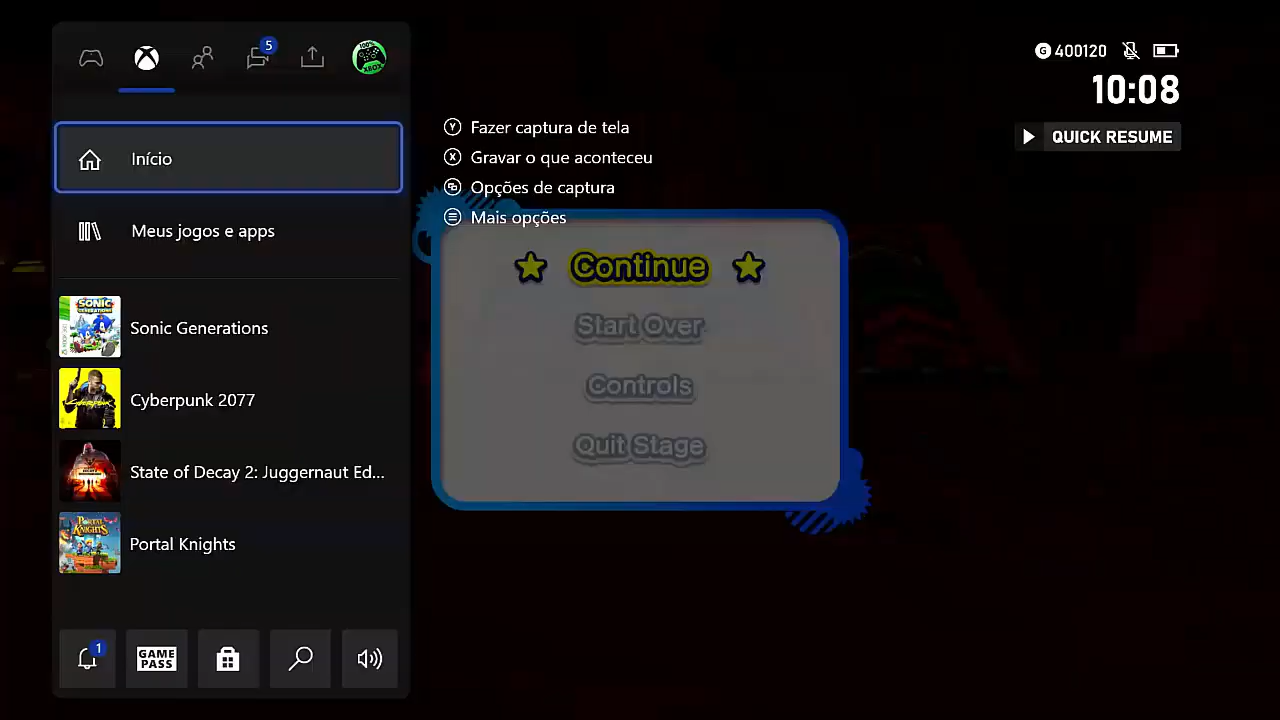 5
400120
10:08
QUICK RESUME
Fazer captura de tela
Gravar o que aconteceu
Opções de captura
Mais opções
Início
Meus jogos e apps
Sonic Generations
Cyberpunk 2077
State of Decay 2: Juggernaut Ed...
Portal Knights
Continue
Start Over
Controls
Quit Stage
1
GAME
PASS